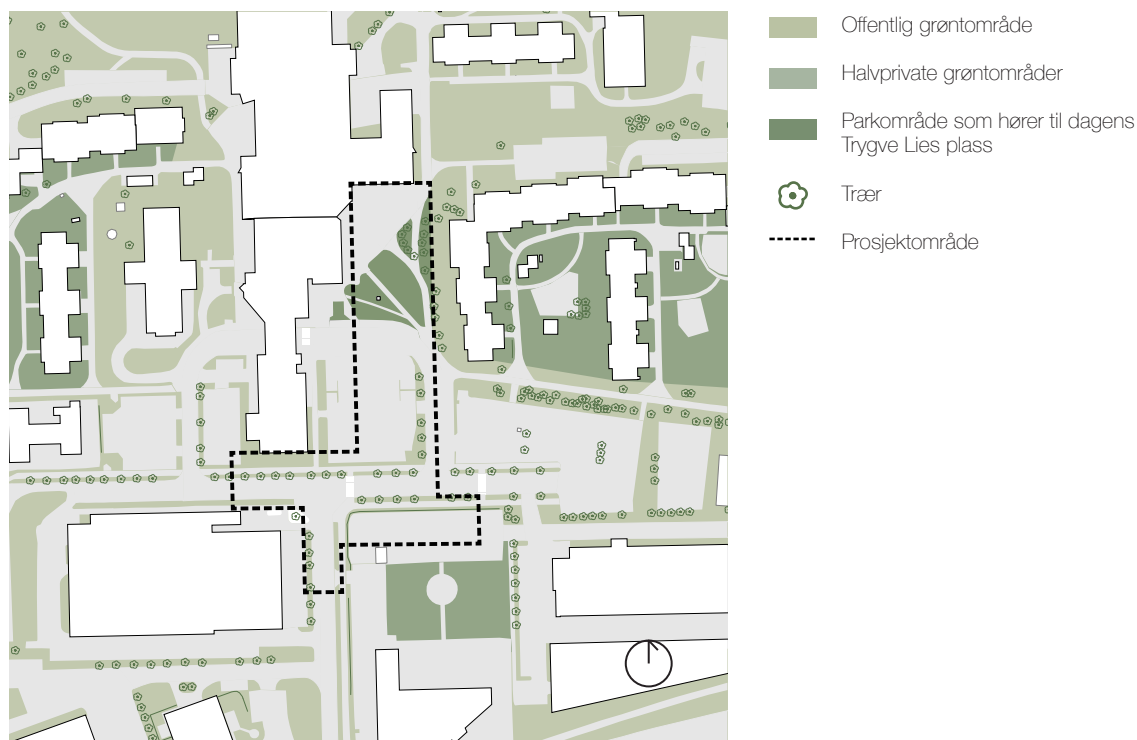 Offentlig grøntområde
Halvprivate grøntområder
Parkområde som hører til dagens
Trygve Lies plass
Trær
Prosjektområde